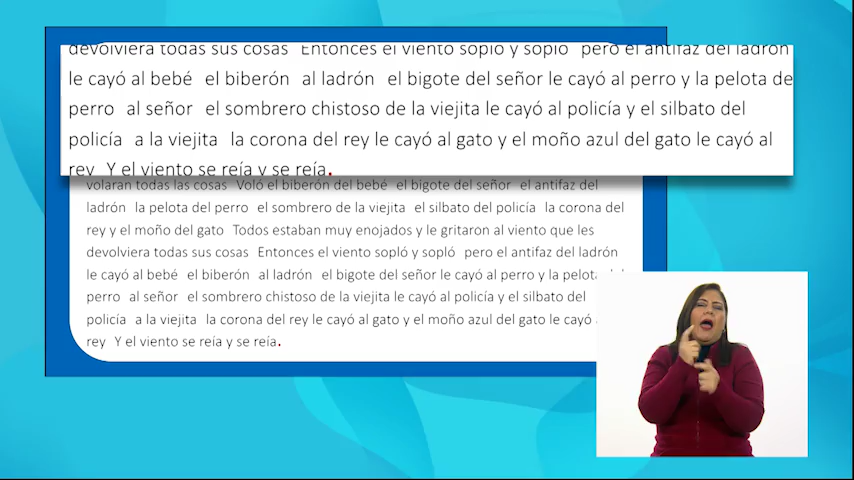 devolviera todas sus cosas Entonces el viento sopló y sopló pero el antifaz del ladrón
le cayó al bebé el biberón al ladrón el bigote del señor le cayó al perro y la pelota de
perro al señor el sombrero chistoso de la viejita le cayó al policía y el silbato del
policía a la viejita la corona del rey le cayó al gato y el moño azul del gato le cayó al
rey Y el viento se reía y se reía.
volaran todas las cosas Voló el biberón del bebé el bigote del señor el antifaz del
ladrón la pelota del perro el sombrero de la viejita el silbato del policía la corona del
rey y el moño del gato Todos estaban muy enojados y le gritaron al viento que les
devolviera todas sus cosas Entonces el viento sopló y sopló pero el antifaz del ladrón
le cayó al bebé el biberón al ladrón el bigote del señor le cayó al perro y la pelota
perro al señor el sombrero chistoso de la viejita le cayó al policía y el silbato del
policía a la viejita la corona del rey le cayó al gato y el moño azul del gato le cayó
rey Y el viento se reía y se reía.